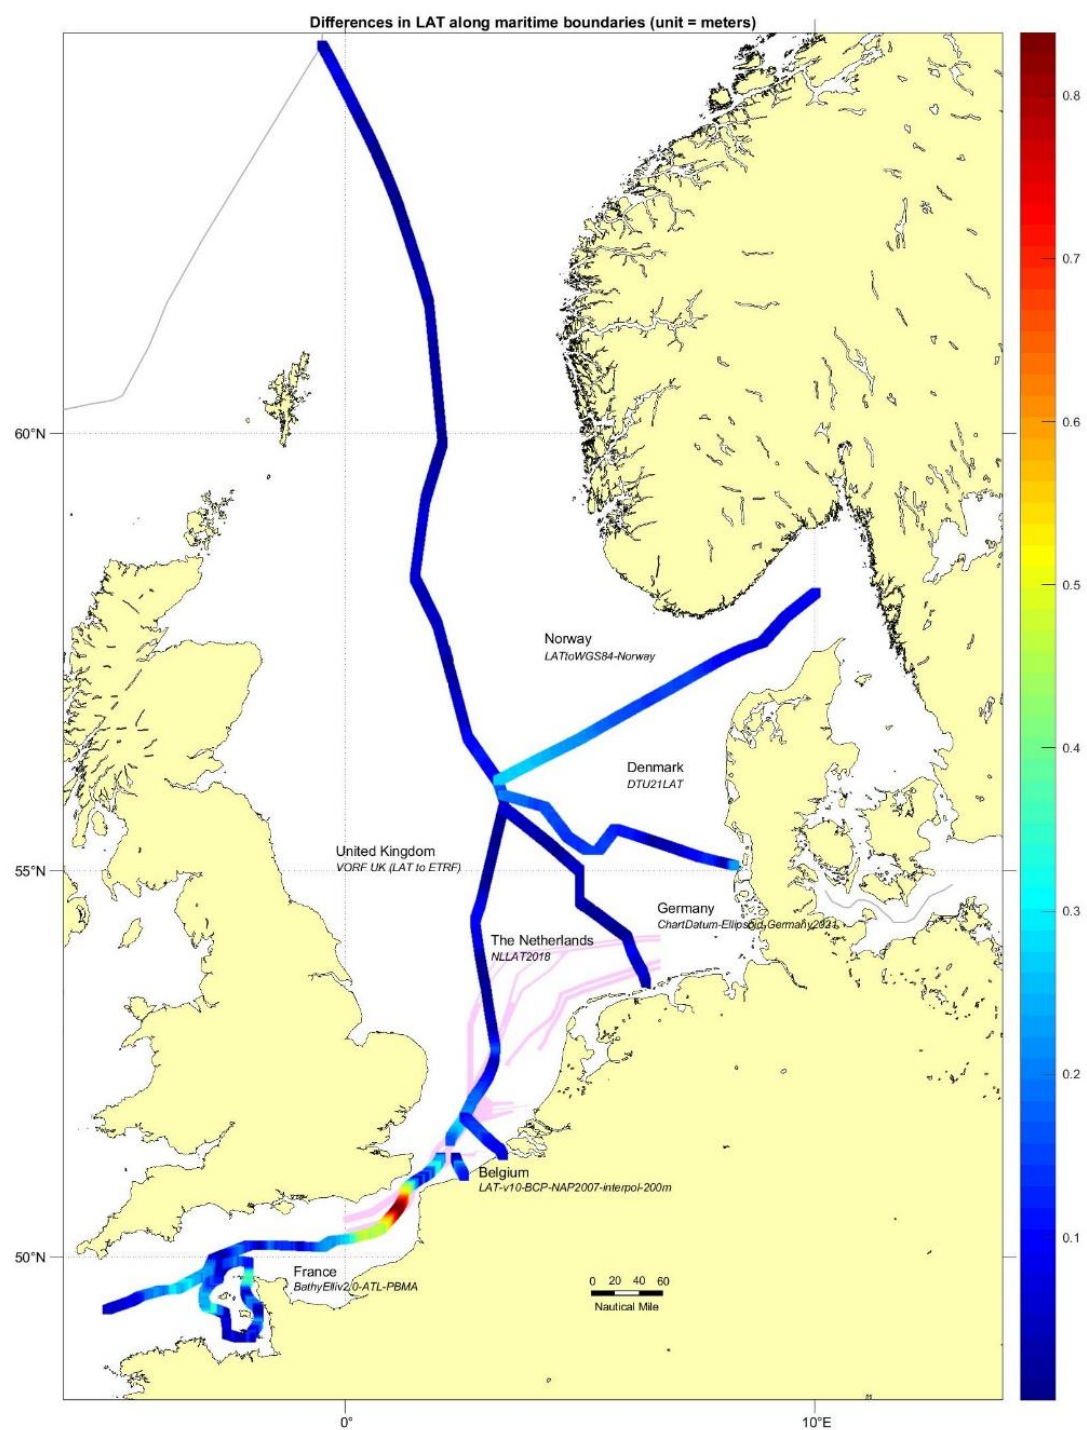 Differences in LAT along maritime boundaries (unit = meters)
0.8
0.7
0.6
0.5
0.4
0.3
0.2
0.1
60°N
55°N
50°N
0°
10°E
Norway
LATtoWGS84-Norway
Denmark
DTU21LAT
United Kingdom
VORF UK (LAT to ETRF)
Germany
ChartDatum-Ellipsoid-Germany2021
The Netherlands
NLLAT2018
Belgium
LAT-v10-BCP-NAP2007-interpol-200m
France
BathyElliv2.0-ATL-PBMA
0 20 40 60
Nautical Mile